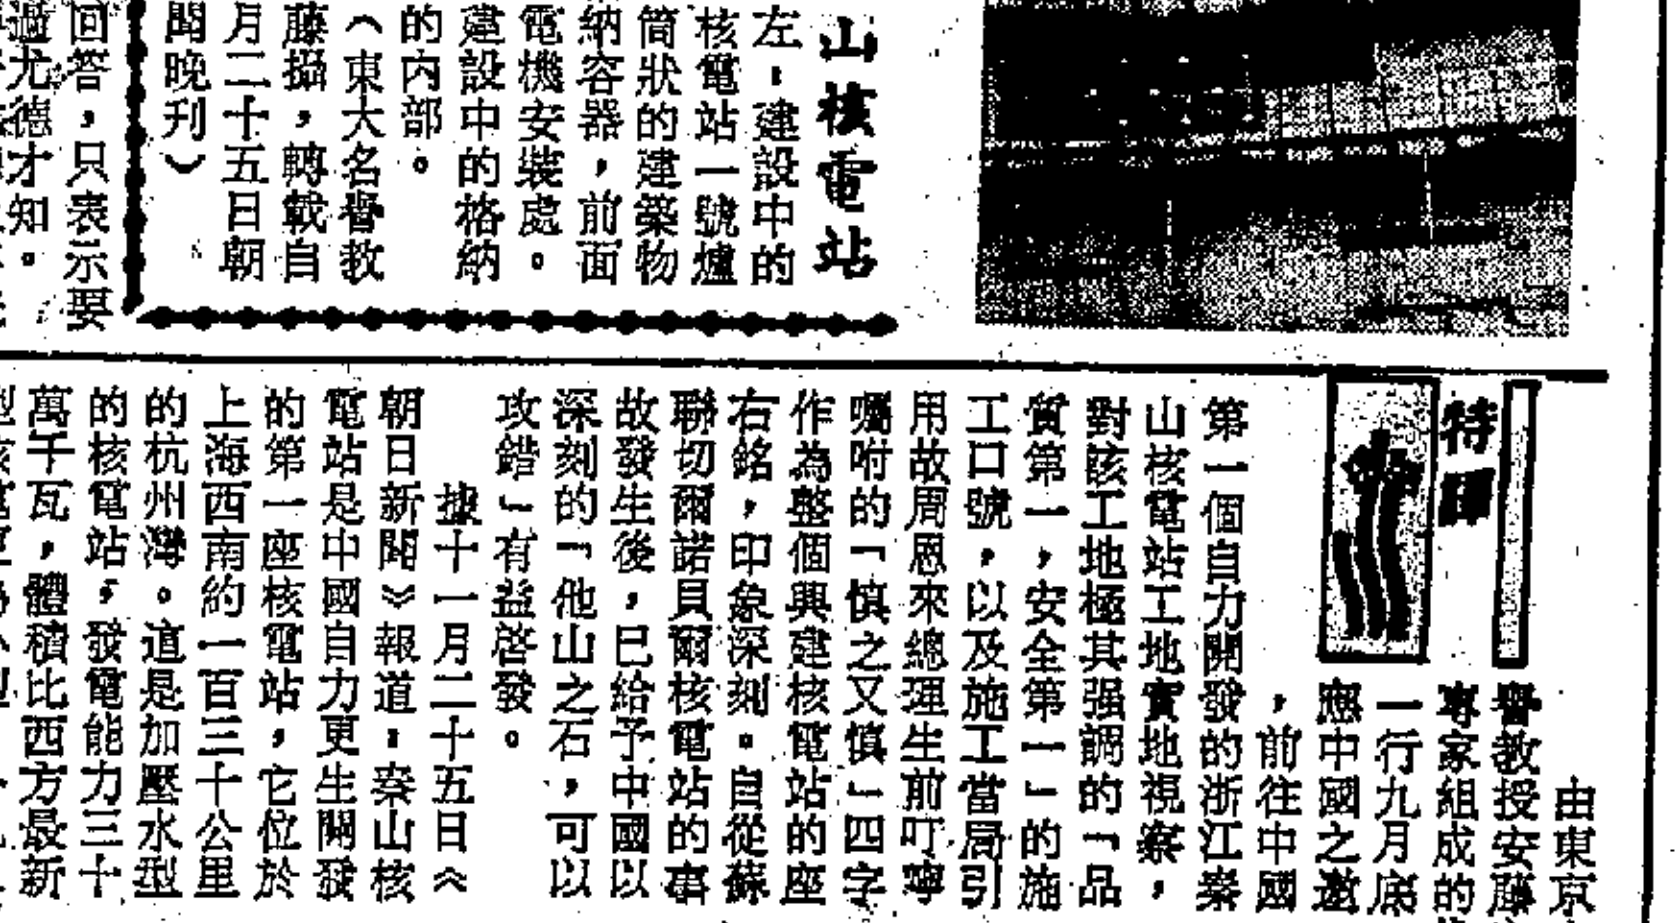 山核電站
左：建設中的
核電站一號爐
筒狀的建築物
納容器，前面
電機安裝處。
建設中的格納
的內部。
（東大名譽教
藤攝，轉載自
月二十五日朝
聞晚刊）
回答，只表示要
過尤德才知。
特譯
由東京
譽教授安藤
專家組成的
一行九月底
應中國之邀
，前往中國
第一個自力開發的浙江秦
山核電站工地實地視察，
對該工地極其强調的「品
質第一，安全第一」的施
工口號，以及施工當局引
用故周恩來總理生前叮嚀
囑咐的「慎之又慎」四字
作為整個興建核電站的座
右銘，印象深刻。自從蘇
聯切爾諾貝爾核電站的事
故發生後，已給予中國以
深刻的「他山之石，可以
攻錯」有益啓發。
據十一月二十五日《
朝日新聞》報道，秦山核
電站是中國自力更生開發
的第一座核電站，它位於
上海西南約一百三十公里
的杭州灣。這是加壓水型
的核電站，發電能力三十
萬千瓦，體積比西方最新